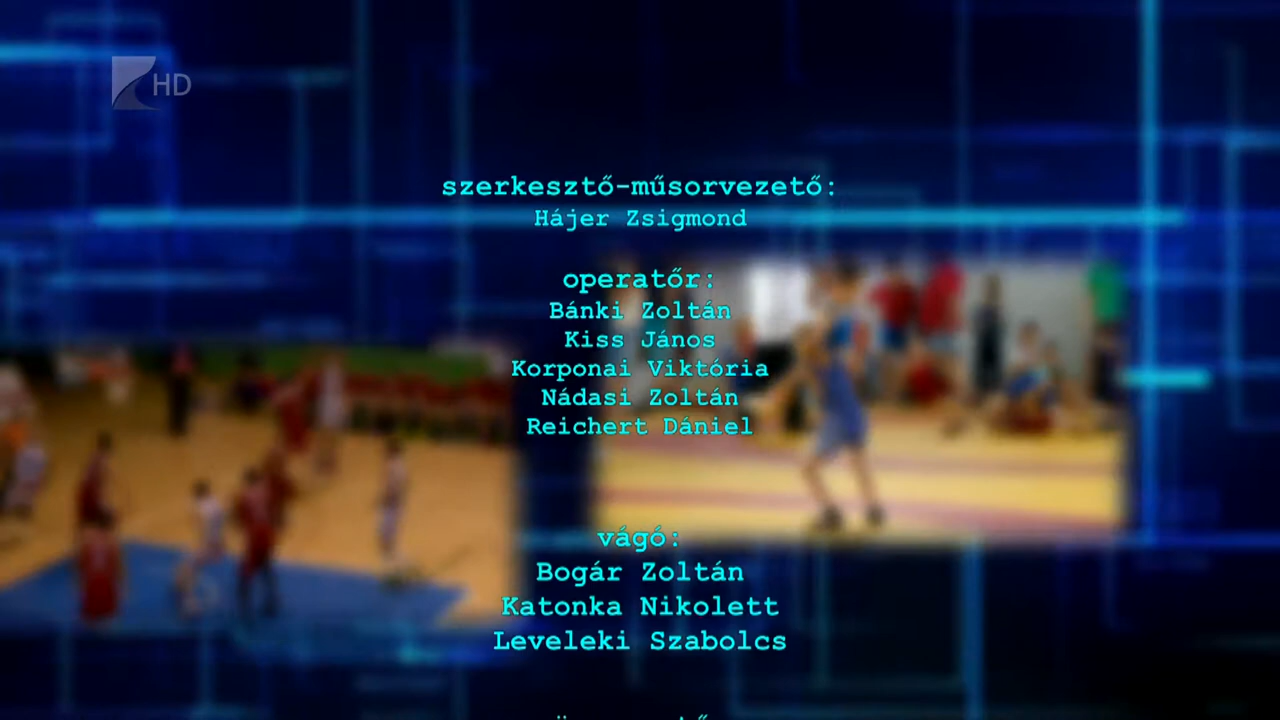 HD
szerkesztő-műsorvezető:
Hájer Zsigmond
operatőr:
Bánki Zoltán
Kiss János
Korponai Viktória
Nádasi Zoltán
Reichert Dániel
vágó:
Bogár Zoltán
Katonka Nikolett
Leveleki Szabolcs